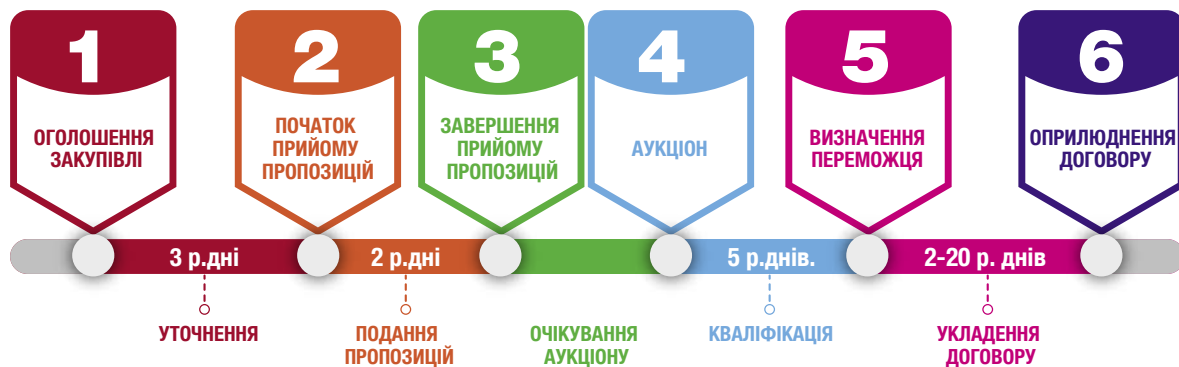 1
2
3
4
5
6
ОГОЛОШЕННЯ
ЗАКУПІВЛІ
ПОЧАТОК
ПРИЙОМУ
ПРОПОЗИЦІЙ
ЗАВЕРШЕННЯ
ПРИЙОМУ
ПРОПОЗИЦІЙ
АУКЦІОН
ВИЗНАЧЕННЯ
ПЕРЕМОЖЦЯ
ОПРИЛЮДНЕННЯ
ДОГОВОРУ
3 р.дні
2 р.дні
5 р.днів.
2-20 р. днів
УТОЧНЕННЯ
ПОДАННЯ
ПРОПОЗИЦІЙ
ОЧІКУВАННЯ
АУКЦІОНУ
КВАЛІФІКАЦІЯ
УКЛАДЕННЯ
ДОГОВОРУ